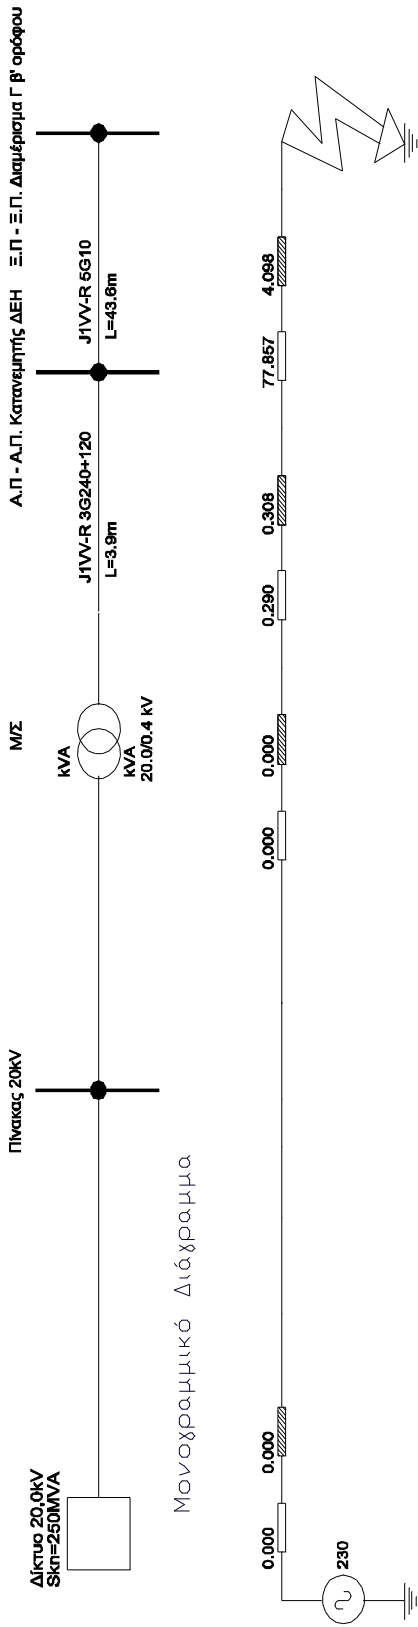 Δίκτυο 20,0kV
Skn=250MVA
Πίνακας 20kV
Μ/Σ
kVA
kVA
20.0/0.4 kV
Α.Π - Α.Π. Κατανεμητής ΔΕΗ
J1VV-R 3G240+120
L=3.9m
Ξ.Π - Ξ.Π. Διαμέρισμα Γ β' ορόφου
J1VV-R 5G10
L=43.6m
Μονογραμμικό Διάγραμμα
230
0.000
0.000
0.000
0.000
0.290
0.308
77.857
4.098